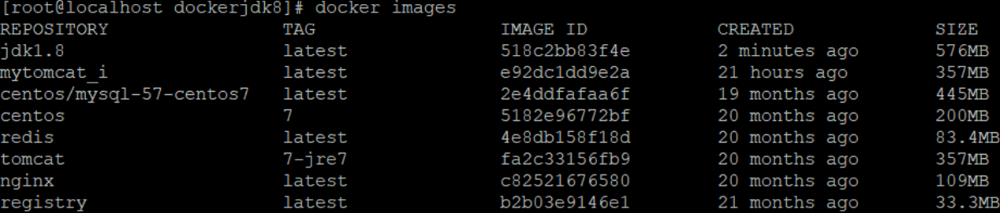 [root@localhost dockerjdk8]# docker images
REPOSITORY TAG IMAGE ID CREATED SIZE
jdk1.8 latest 518c2bb83f4e 2 minutes ago 576MB
mytomcat_i latest e92dc1dd9e2a 21 hours ago 357MB
centos/mysql-57-centos7 latest 2e4ddfafaa6f 19 months ago 445MB
centos 7 5182e96772bf 20 months ago 200MB
redis latest 4e8db158f18d 20 months ago 83.4MB
tomcat 7-jre7 fa2c33156fb9 20 months ago 357MB
nginx latest c82521676580 20 months ago 109MB
registry latest b2b03e9146e1 21 months ago 33.3MB